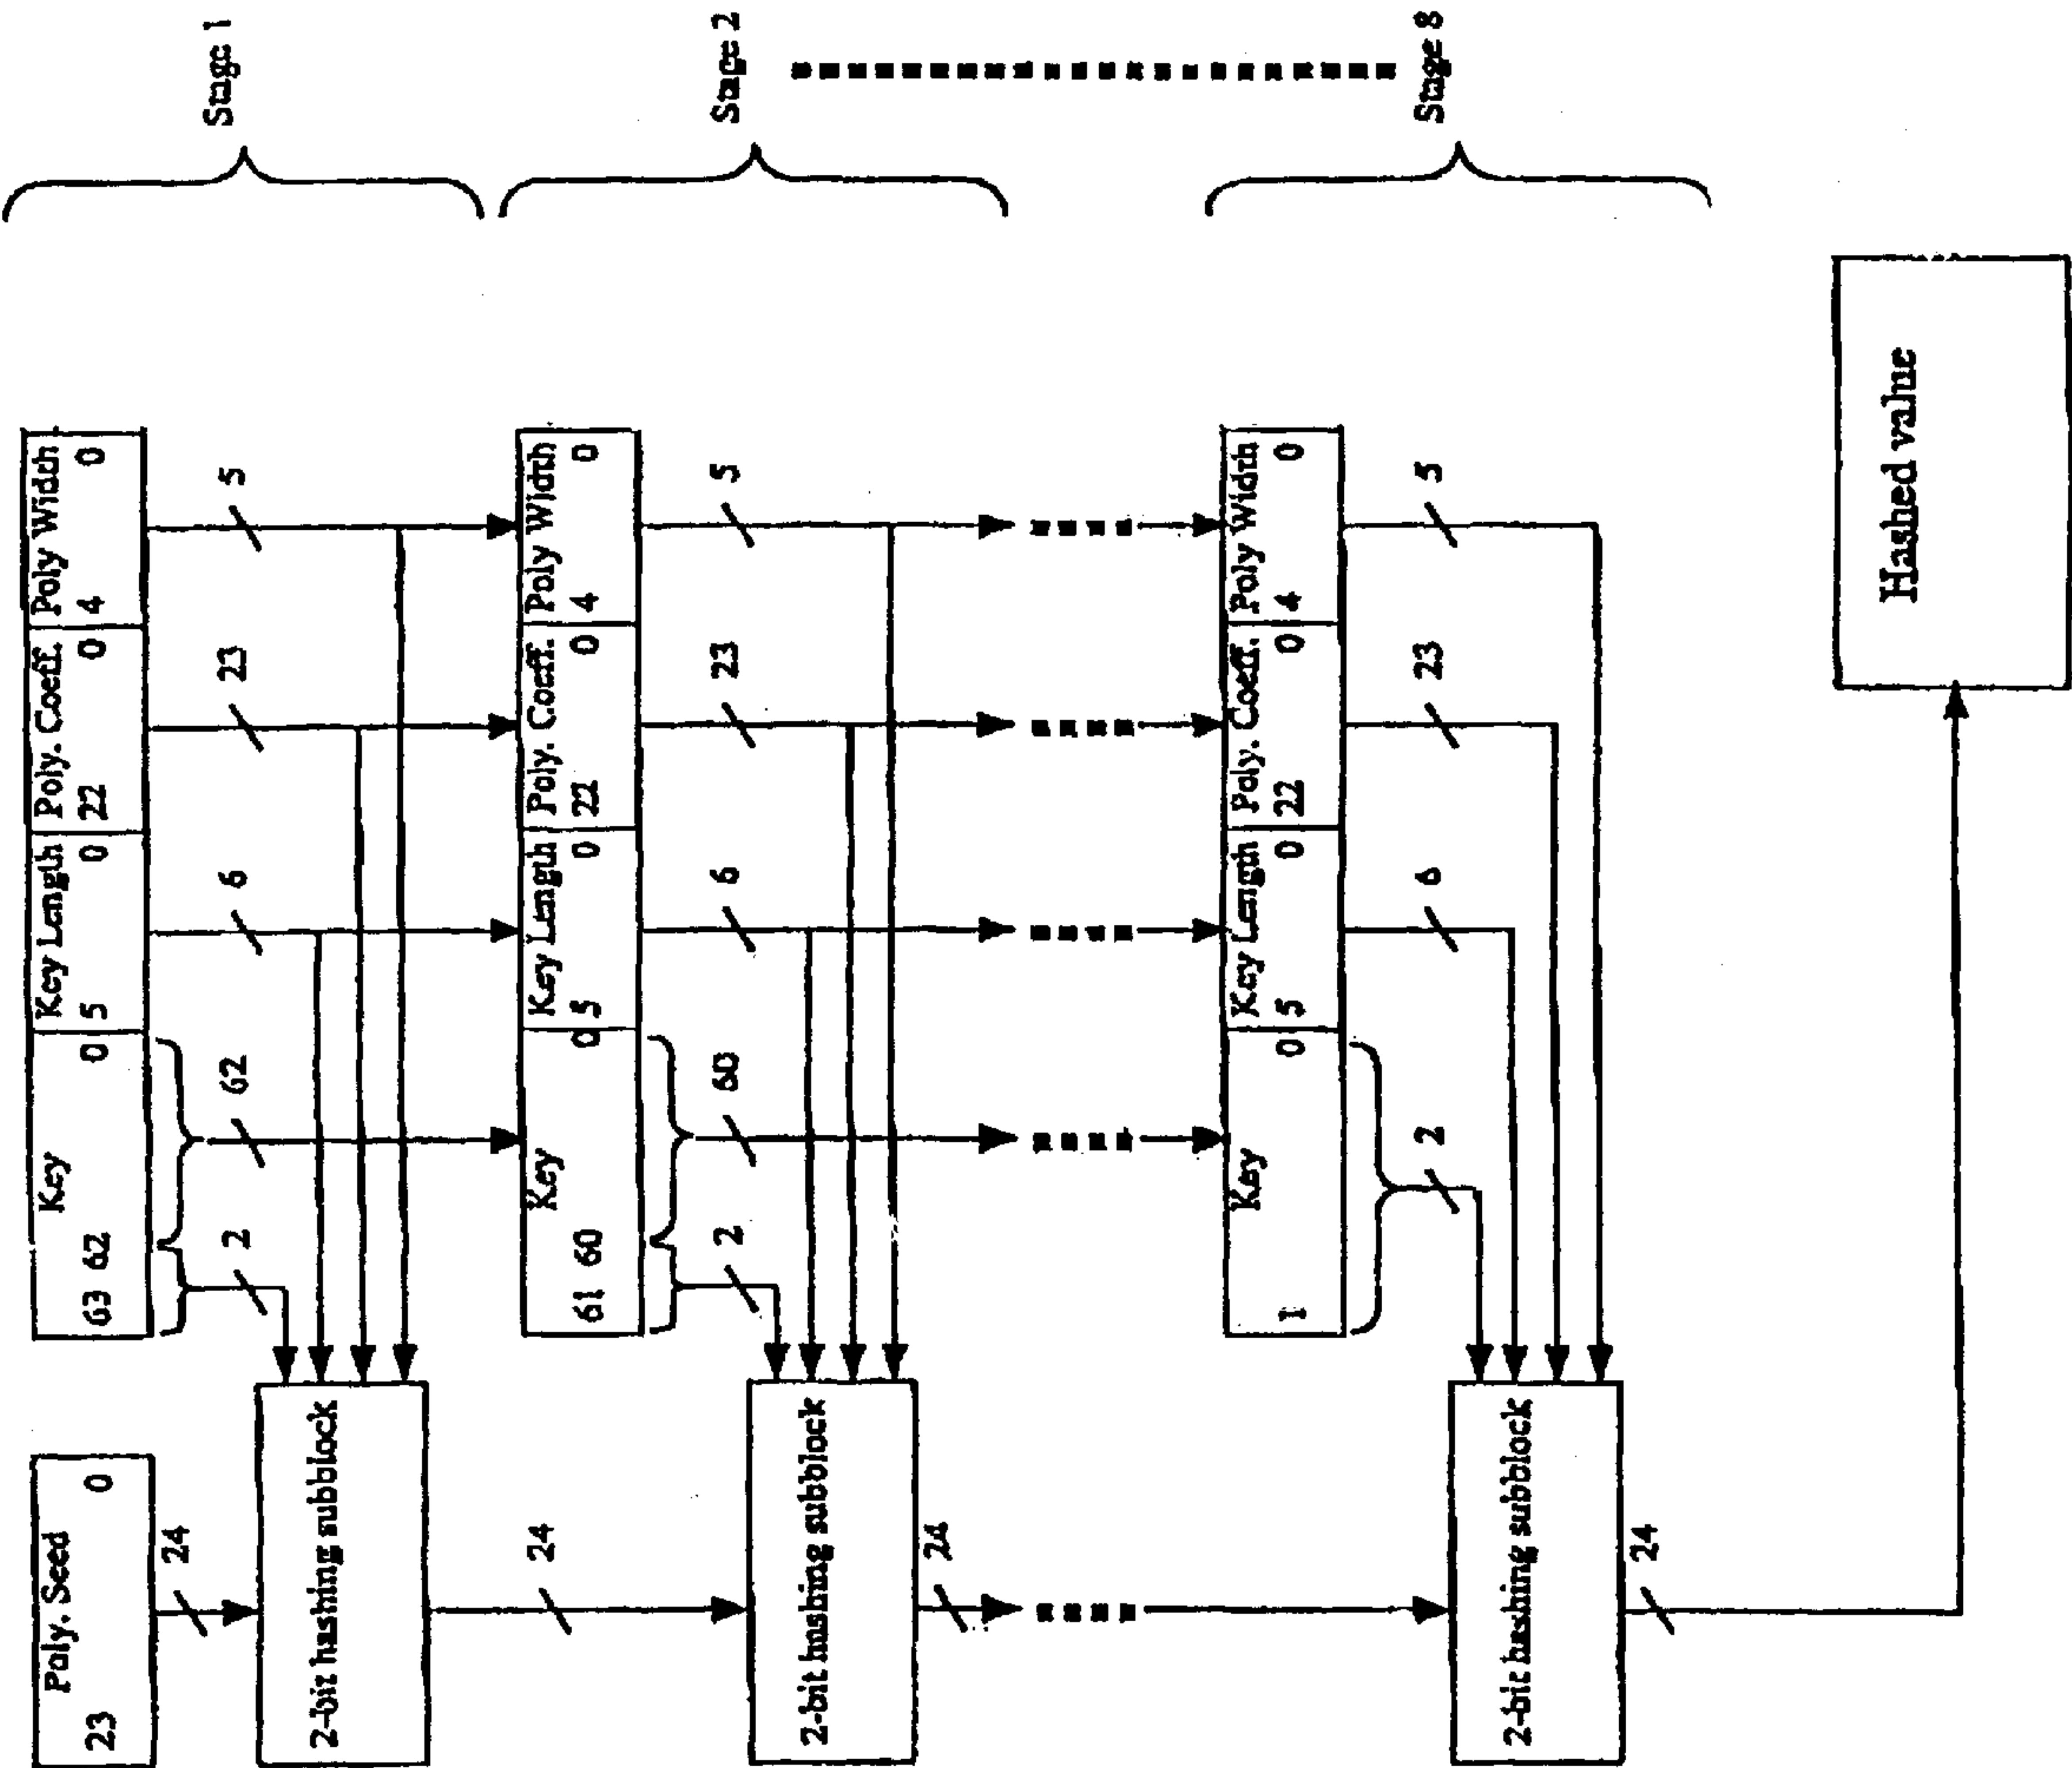 Poly. Seed
23 0
24
Key Key Length Poly. Coeff. Poly Width
63 62 0 5 0 22 0 4 0
2 62 6 23 5
Stage 1
2-bit hashing subblock
24
Key Key Length Poly. Coeff. Poly Width
61 60 0 5 0 22 0 4 0
2 60 6 23 5
Stage 2
2-bit hashing subblock
24
Key Key Length Poly. Coeff. Poly Width
1 0 5 0 22 0 4 0
2 6 23 5
Stage 8
2-bit hashing subblock
24
Hashed value